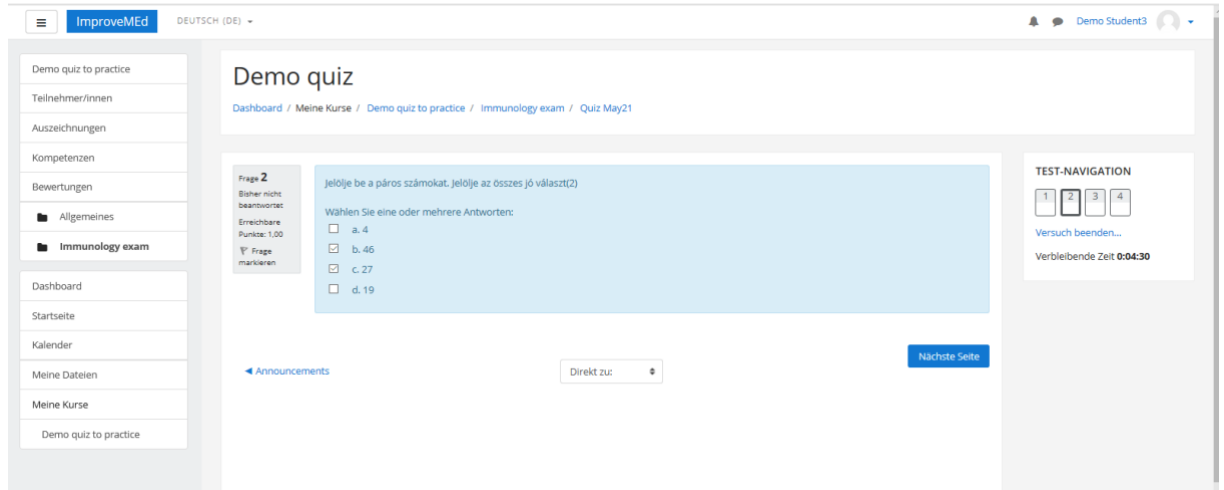 ImproveMEd
DEUTSCH (DE)
Demo Student3
Demo quiz to practice
Teilnehmer/innen
Auszeichnungen
Kompetenzen
Bewertungen
Allgemeines
Immunology exam
Dashboard
Startseite
Kalender
Meine Dateien
Meine Kurse
Demo quiz to practice
Demo quiz
Dashboard / Meine Kurse / Demo quiz to practice / Immunology exam / Quiz May21
Frage 2
Bisher nicht
beantwortet
Erreichbare
Punkte: 1,00
Frage
markieren
Jelölje be a páros számokat. Jelölje az összes jó választ(2)
Wählen Sie eine oder mehrere Antworten:
a. 4
b. 46
c. 27
d. 19
◄ Announcements
Direkt zu:
Nächste Seite
TEST-NAVIGATION
1 2 3 4
Versuch beenden...
Verbleibende Zeit 0:04:30